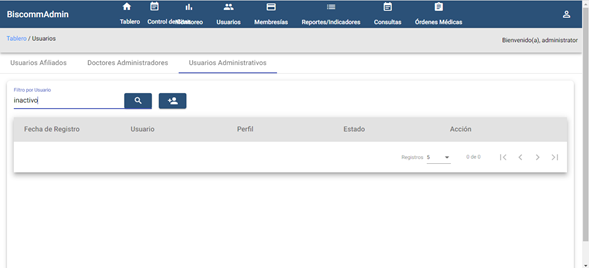 BiscommAdmin
Tablero
Control de
Monitoreo
Usuarios
Membresías
Reportes/Indicadores
Consultas
Órdenes Médicas
Tablero / Usuarios
Bienvenido(a), administrator
Usuarios Afiliados
Doctores Administradores
Usuarios Administrativos
Filtro por Usuario
inactivo
Fecha de Registro
Usuario
Perfil
Estado
Acción
Registros 5
0 de 0